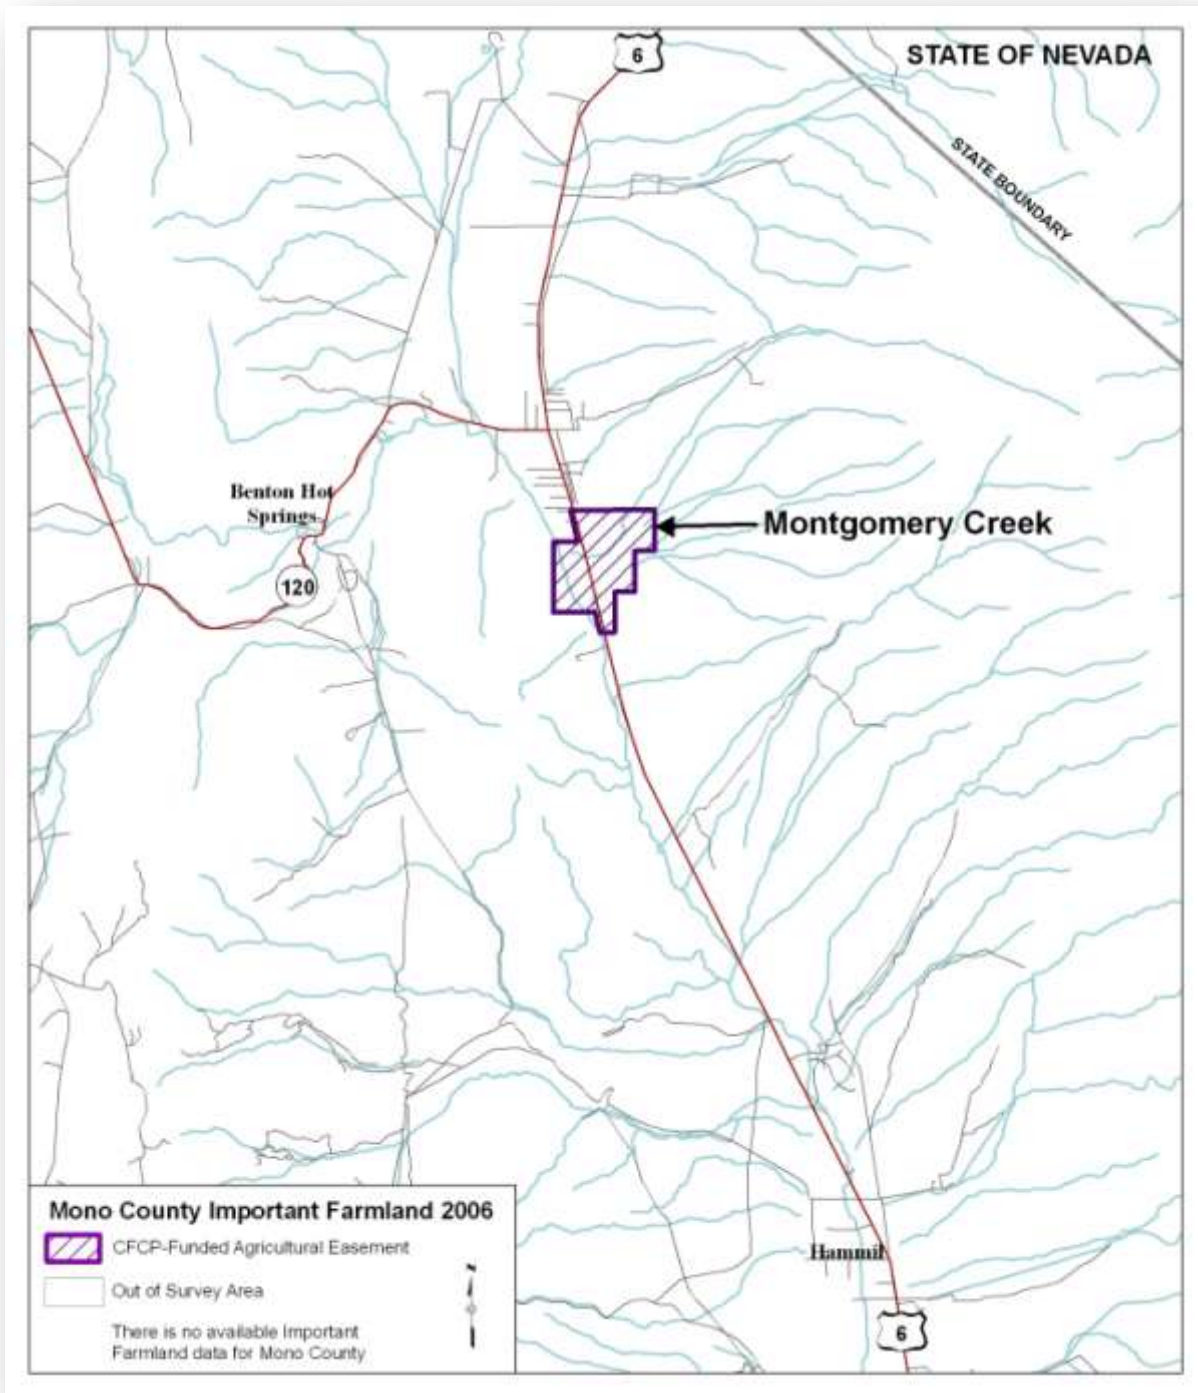 6
STATE OF NEVADA
STATE BOUNDARY
Benton Hot
Springs
Montgomery Creek
120
Mono County Important Farmland 2006
CFCP-Funded Agricultural Easement
Out of Survey Area
There is no available Important
Farmland data for Mono County
Hammil
6